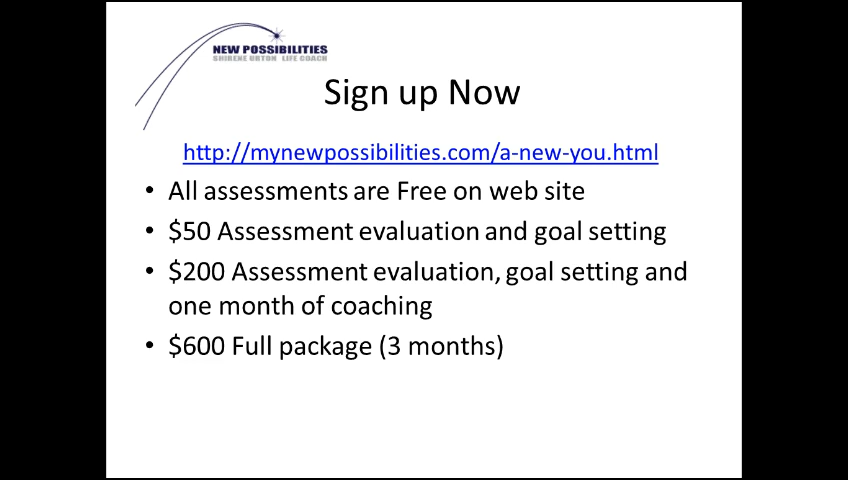 NEW POSSIBILITIES
SHIRENE URTON LIFE COACH
Sign up Now
http://mynewpossibilities.com/a-new-you.html
• All assessments are Free on web site
• $50 Assessment evaluation and goal setting
• $200 Assessment evaluation, goal setting and
one month of coaching
• $600 Full package (3 months)